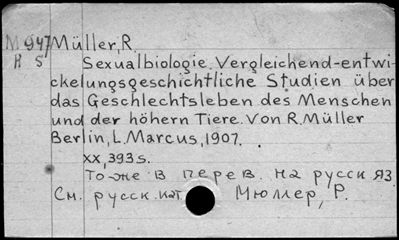 М 947 Müller, R.
R 5
Sexualbiologie. Vergleichend-entwi-
ckelungsgeschichtliche Studien über
das Geschlechtsleben des Menschen
und der höhern Tiere. Von R. Müller
Berlin, L. Marcus, 1907.
XX, 393 s.
То-же в перев. на русск яз.
См. русск. кат Мюллер, Р.